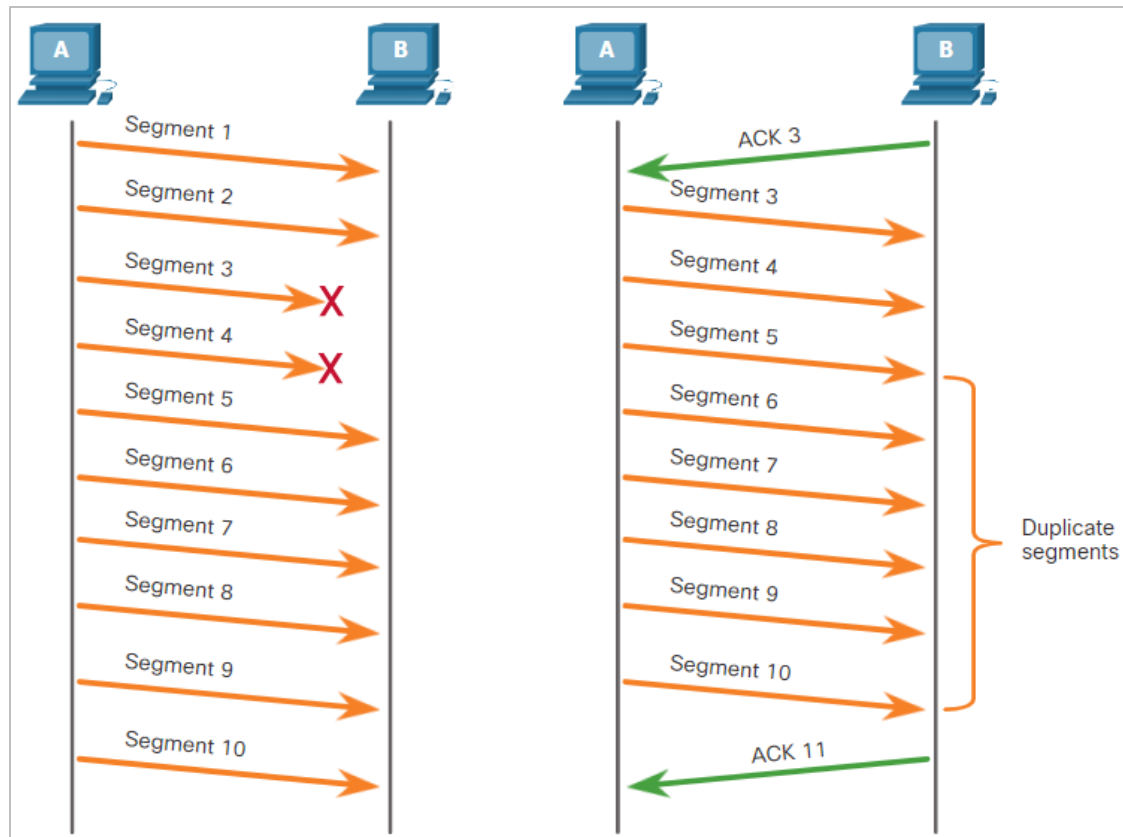 A
B
Segment 1
Segment 2
Segment 3
X
Segment 4
X
Segment 5
Segment 6
Segment 7
Segment 8
Segment 9
Segment 10
A
B
ACK 3
Segment 3
Segment 4
Segment 5
Segment 6
Segment 7
Segment 8
Segment 9
Segment 10
ACK 11
Duplicate
segments